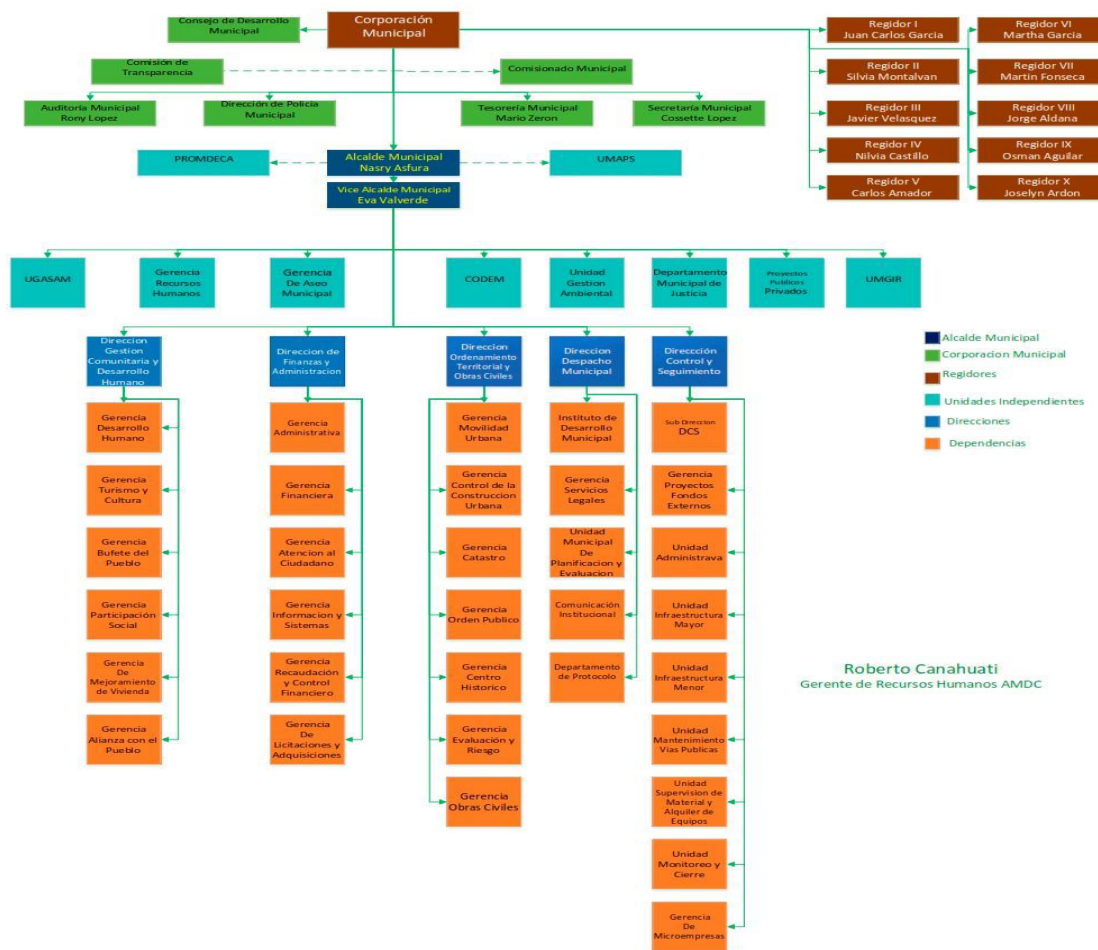 Corporación
Municipal
Consejo de Desarrollo
Municipal
Comisión de
Transparencia
Comisionado Municipal
Auditoría Municipal
Rony Lopez
Dirección de Policía
Municipal
Tesorería Municipal
Mario Zeron
Secretaría Municipal
Cossette Lopez
Regidor I
Juan Carlos Garcia
Regidor II
Silvia Montalvan
Regidor III
Javier Velasquez
Regidor IV
Nilvia Castillo
Regidor V
Carlos Amador
Regidor VI
Martha Garcia
Regidor VII
Martin Fonseca
Regidor VIII
Jorge Aldana
Regidor IX
Osman Aguilar
Regidor X
Joselyn Ardon
PROMDECA
Alcalde Municipal
Nasry Asfura
UMAPS
Vice Alcalde Municipal
Eva Valverde
UGASAM
Gerencia
Recursos
Humanos
Gerencia
De Aseo
Municipal
CODEM
Unidad
Gestion
Ambiental
Departamento
Municipal de
Justicia
Proyectos
Publicos
Privados
UMGIR
Direccion
Gestion
Comunitaria y
Desarrollo
Humano
Gerencia
Desarrollo
Humano
Gerencia
Turismo y
Cultura
Gerencia
Bufete del
Pueblo
Gerencia
Participación
Social
Gerencia
De
Mejoramiento
de Vivienda
Gerencia
Alianza con el
Pueblo
Direccion de
Finanzas y
Administracion
Gerencia
Administrativa
Gerencia
Financiera
Gerencia
Atencion al
Ciudadano
Gerencia
Informacion y
Sistemas
Gerencia
Recaudación
y Control
Financiero
Gerencia
De
Licitaciones y
Adquisiciones
Direccion
Ordenamiento
Territorial y
Obras Civiles
Gerencia
Movilidad
Urbana
Gerencia
Control de la
Construccion
Urbana
Gerencia
Catastro
Gerencia
Orden Publico
Gerencia
Centro
Historico
Gerencia
Evaluación y
Riesgo
Gerencia
Obras Civiles
Direccion
Despacho
Municipal
Instituto de
Desarrollo
Municipal
Gerencia
Servicios
Legales
Unidad
Municipal
De
Planificacion y
Evaluacion
Comunicación
Institucional
Departamento
de Protocolo
Direccción
Control y
Seguimiento
Sub Direccion
DCS
Gerencia
Proyectos
Fondos
Externos
Unidad
Administrava
Unidad
Infraestructura
Mayor
Unidad
Infraestructura
Menor
Unidad
Mantenimiento
Vias Publicas
Unidad
Supervision de
Material y
Alquiler de
Equipos
Unidad
Monitoreo y
Cierre
Gerencia
De
Microempresas
Alcalde Municipal
Corporacion Municipal
Regidores
Unidades Independientes
Direcciones
Dependencias
Roberto Canahuati
Gerente de Recursos Humanos AMDC